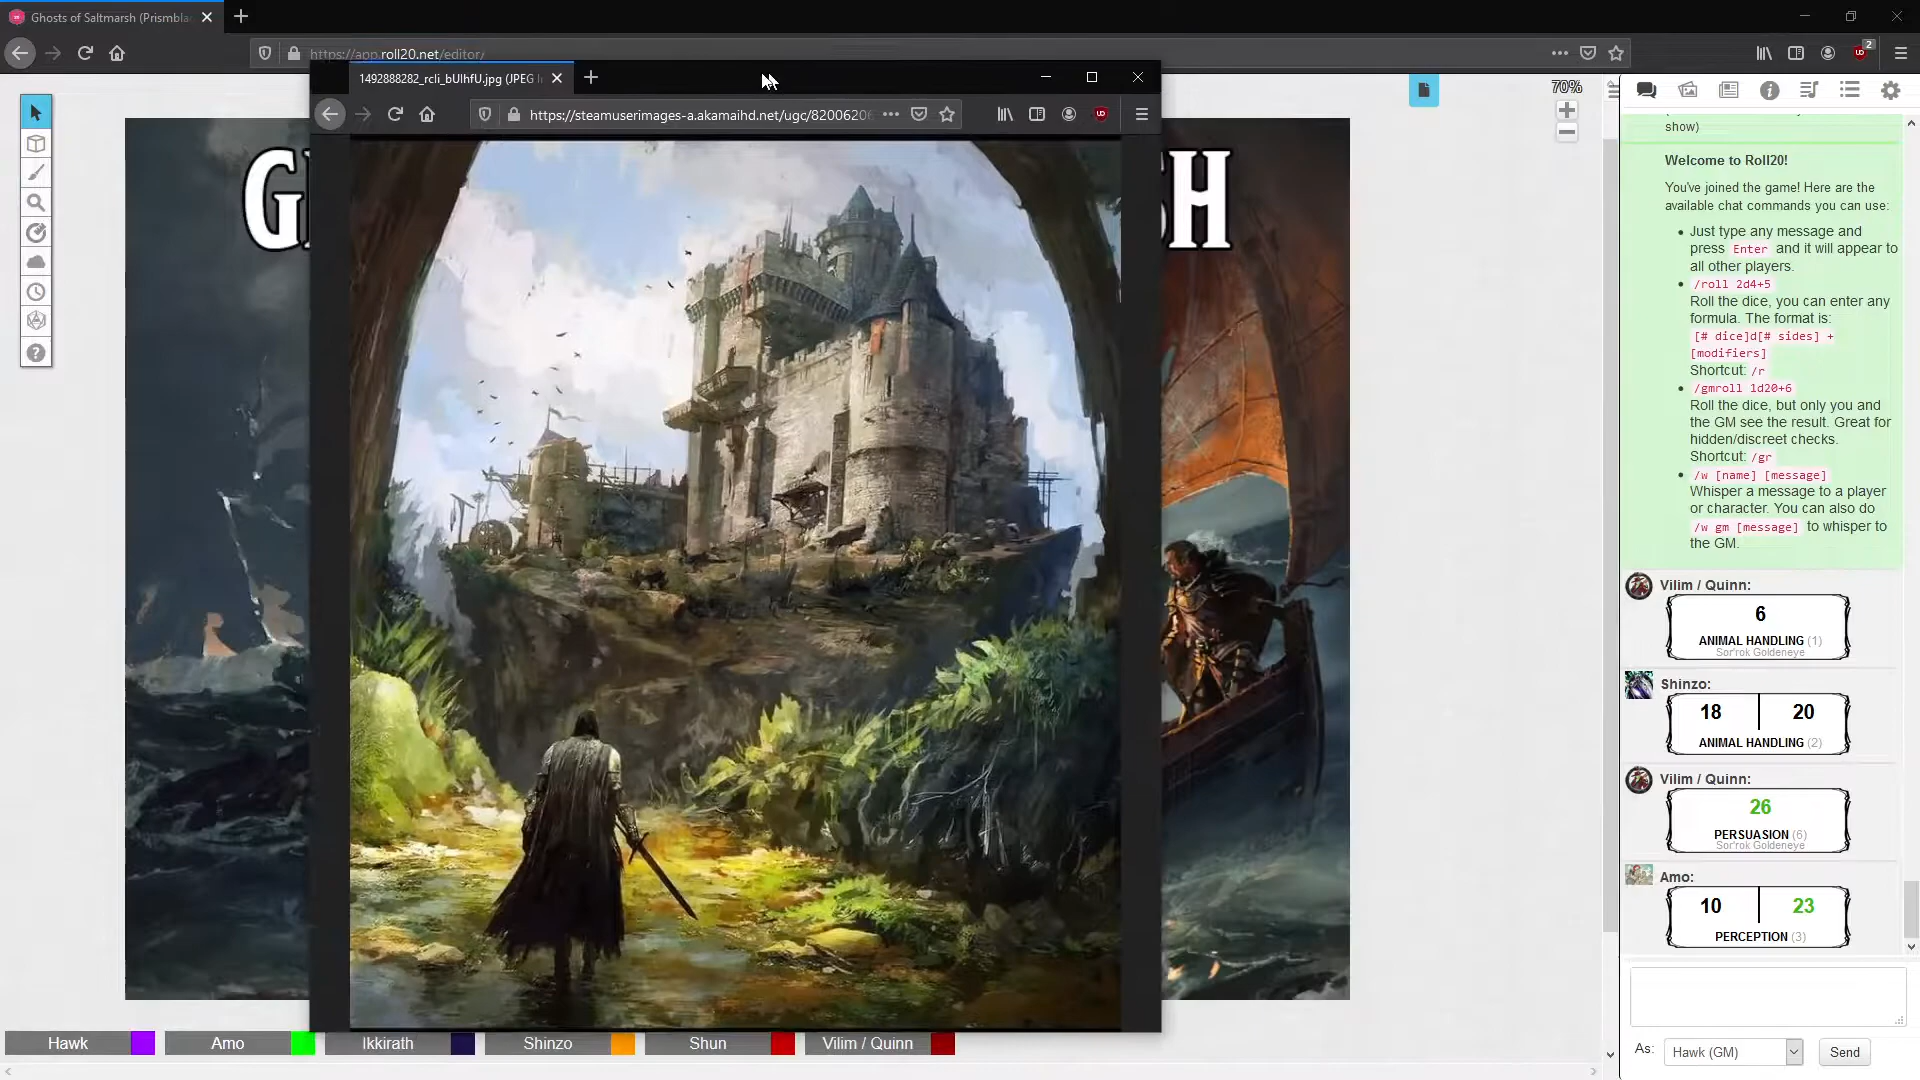 Ghosts of Saltmarsh (Prismbla
https://app.roll20.net/editor/
2
1492888282_rcli_bUIhfU.jpg (JPEG I
https://steamuserimages-a.akamaihd.net/ugc/82006206
70%
G
SH
show)
Welcome to Roll20!
You've joined the game! Here are the
available chat commands you can use:
Just type any message and
press Enter and it will appear to
all other players.
/roll 2d4+5
Roll the dice, you can enter any
formula. The format is:
[# dice]d[# sides] +
[modifiers]
Shortcut: /r
/gmroll 1d20+6
Roll the dice, but only you and
the GM see the result. Great for
hidden/discreet checks.
Shortcut: /gr
/w [name] [message]
Whisper a message to a player
or character. You can also do
/w gm [message] to whisper to
the GM.
Vilim / Quinn:
6
ANIMAL HANDLING (1)
Sor'rok Goldeneye
Shinzo:
18 20
ANIMAL HANDLING (2)
Vilim / Quinn:
26
PERSUASION (6)
Sor'rok Goldeneye
Amo:
10 23
PERCEPTION (3)
As: Hawk (GM) Send
Hawk Amo Ikkirath Shinzo Shun Vilim / Quinn